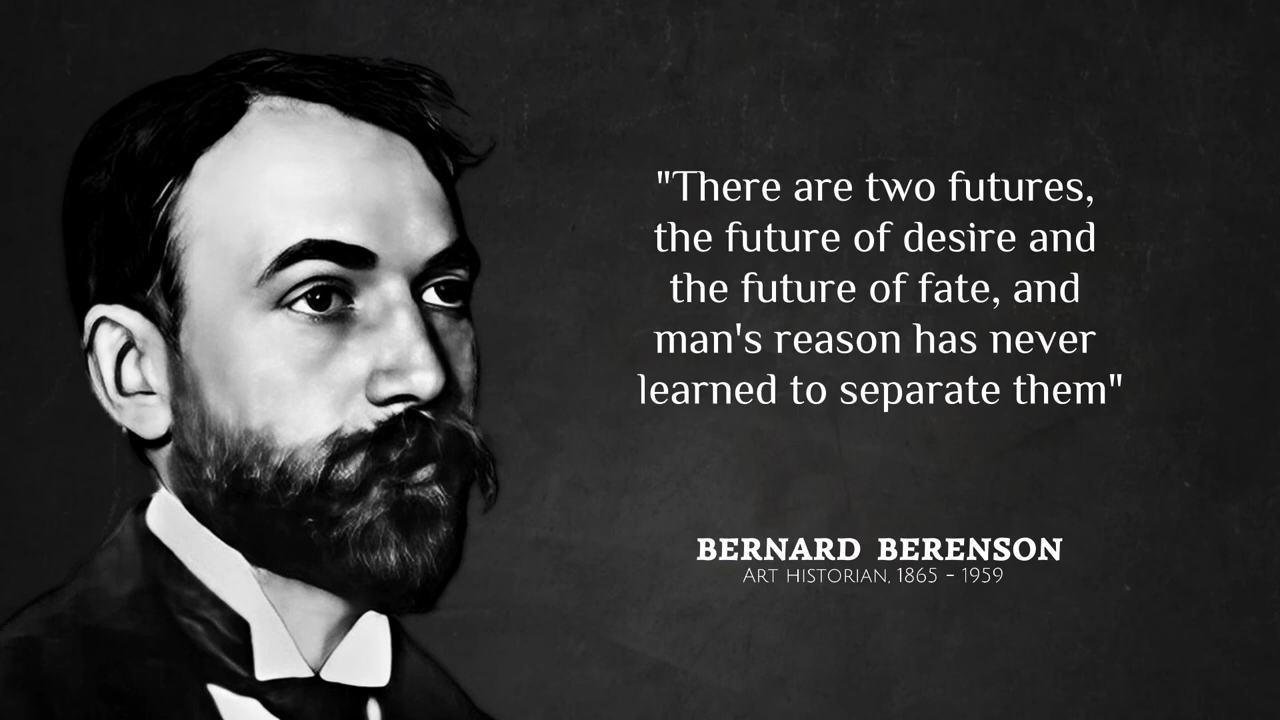 "There are two futures,
the future of desire and
the future of fate, and
man's reason has never
learned to separate them"
BERNARD BERENSON
ART HISTORIAN, 1865 - 1959